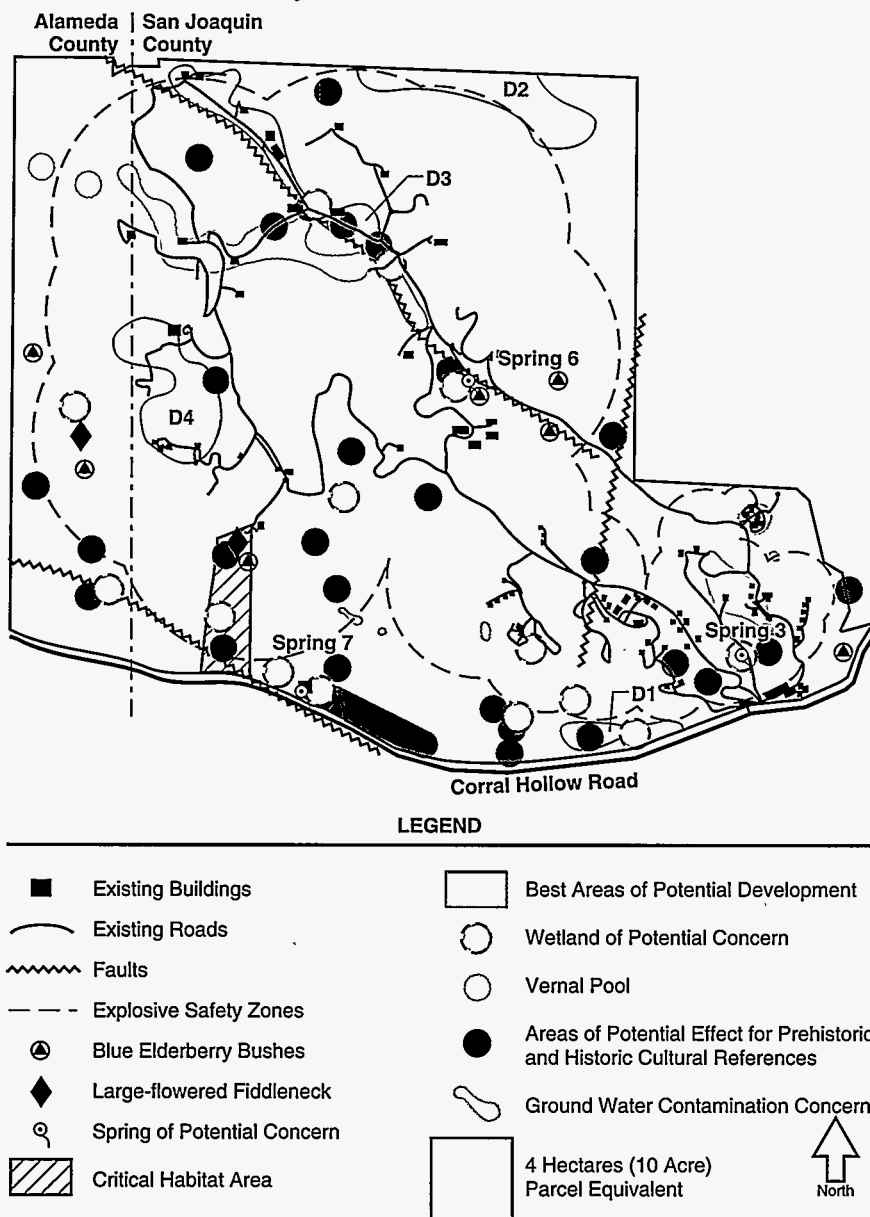 Alameda
County
San Joaquin
County
D2
D3
Spring 6
D4
Spring 7
Spring 3
D1
Corral Hollow Road
LEGEND
Existing Buildings
Existing Roads
Faults
Explosive Safety Zones
Blue Elderberry Bushes
Large-flowered Fiddleneck
Spring of Potential Concern
Critical Habitat Area
Best Areas of Potential Development
Wetland of Potential Concern
Vernal Pool
Areas of Potential Effect for Prehistoric
and Historic Cultural References
Ground Water Contamination Concern
4 Hectares (10 Acre)
Parcel Equivalent
North